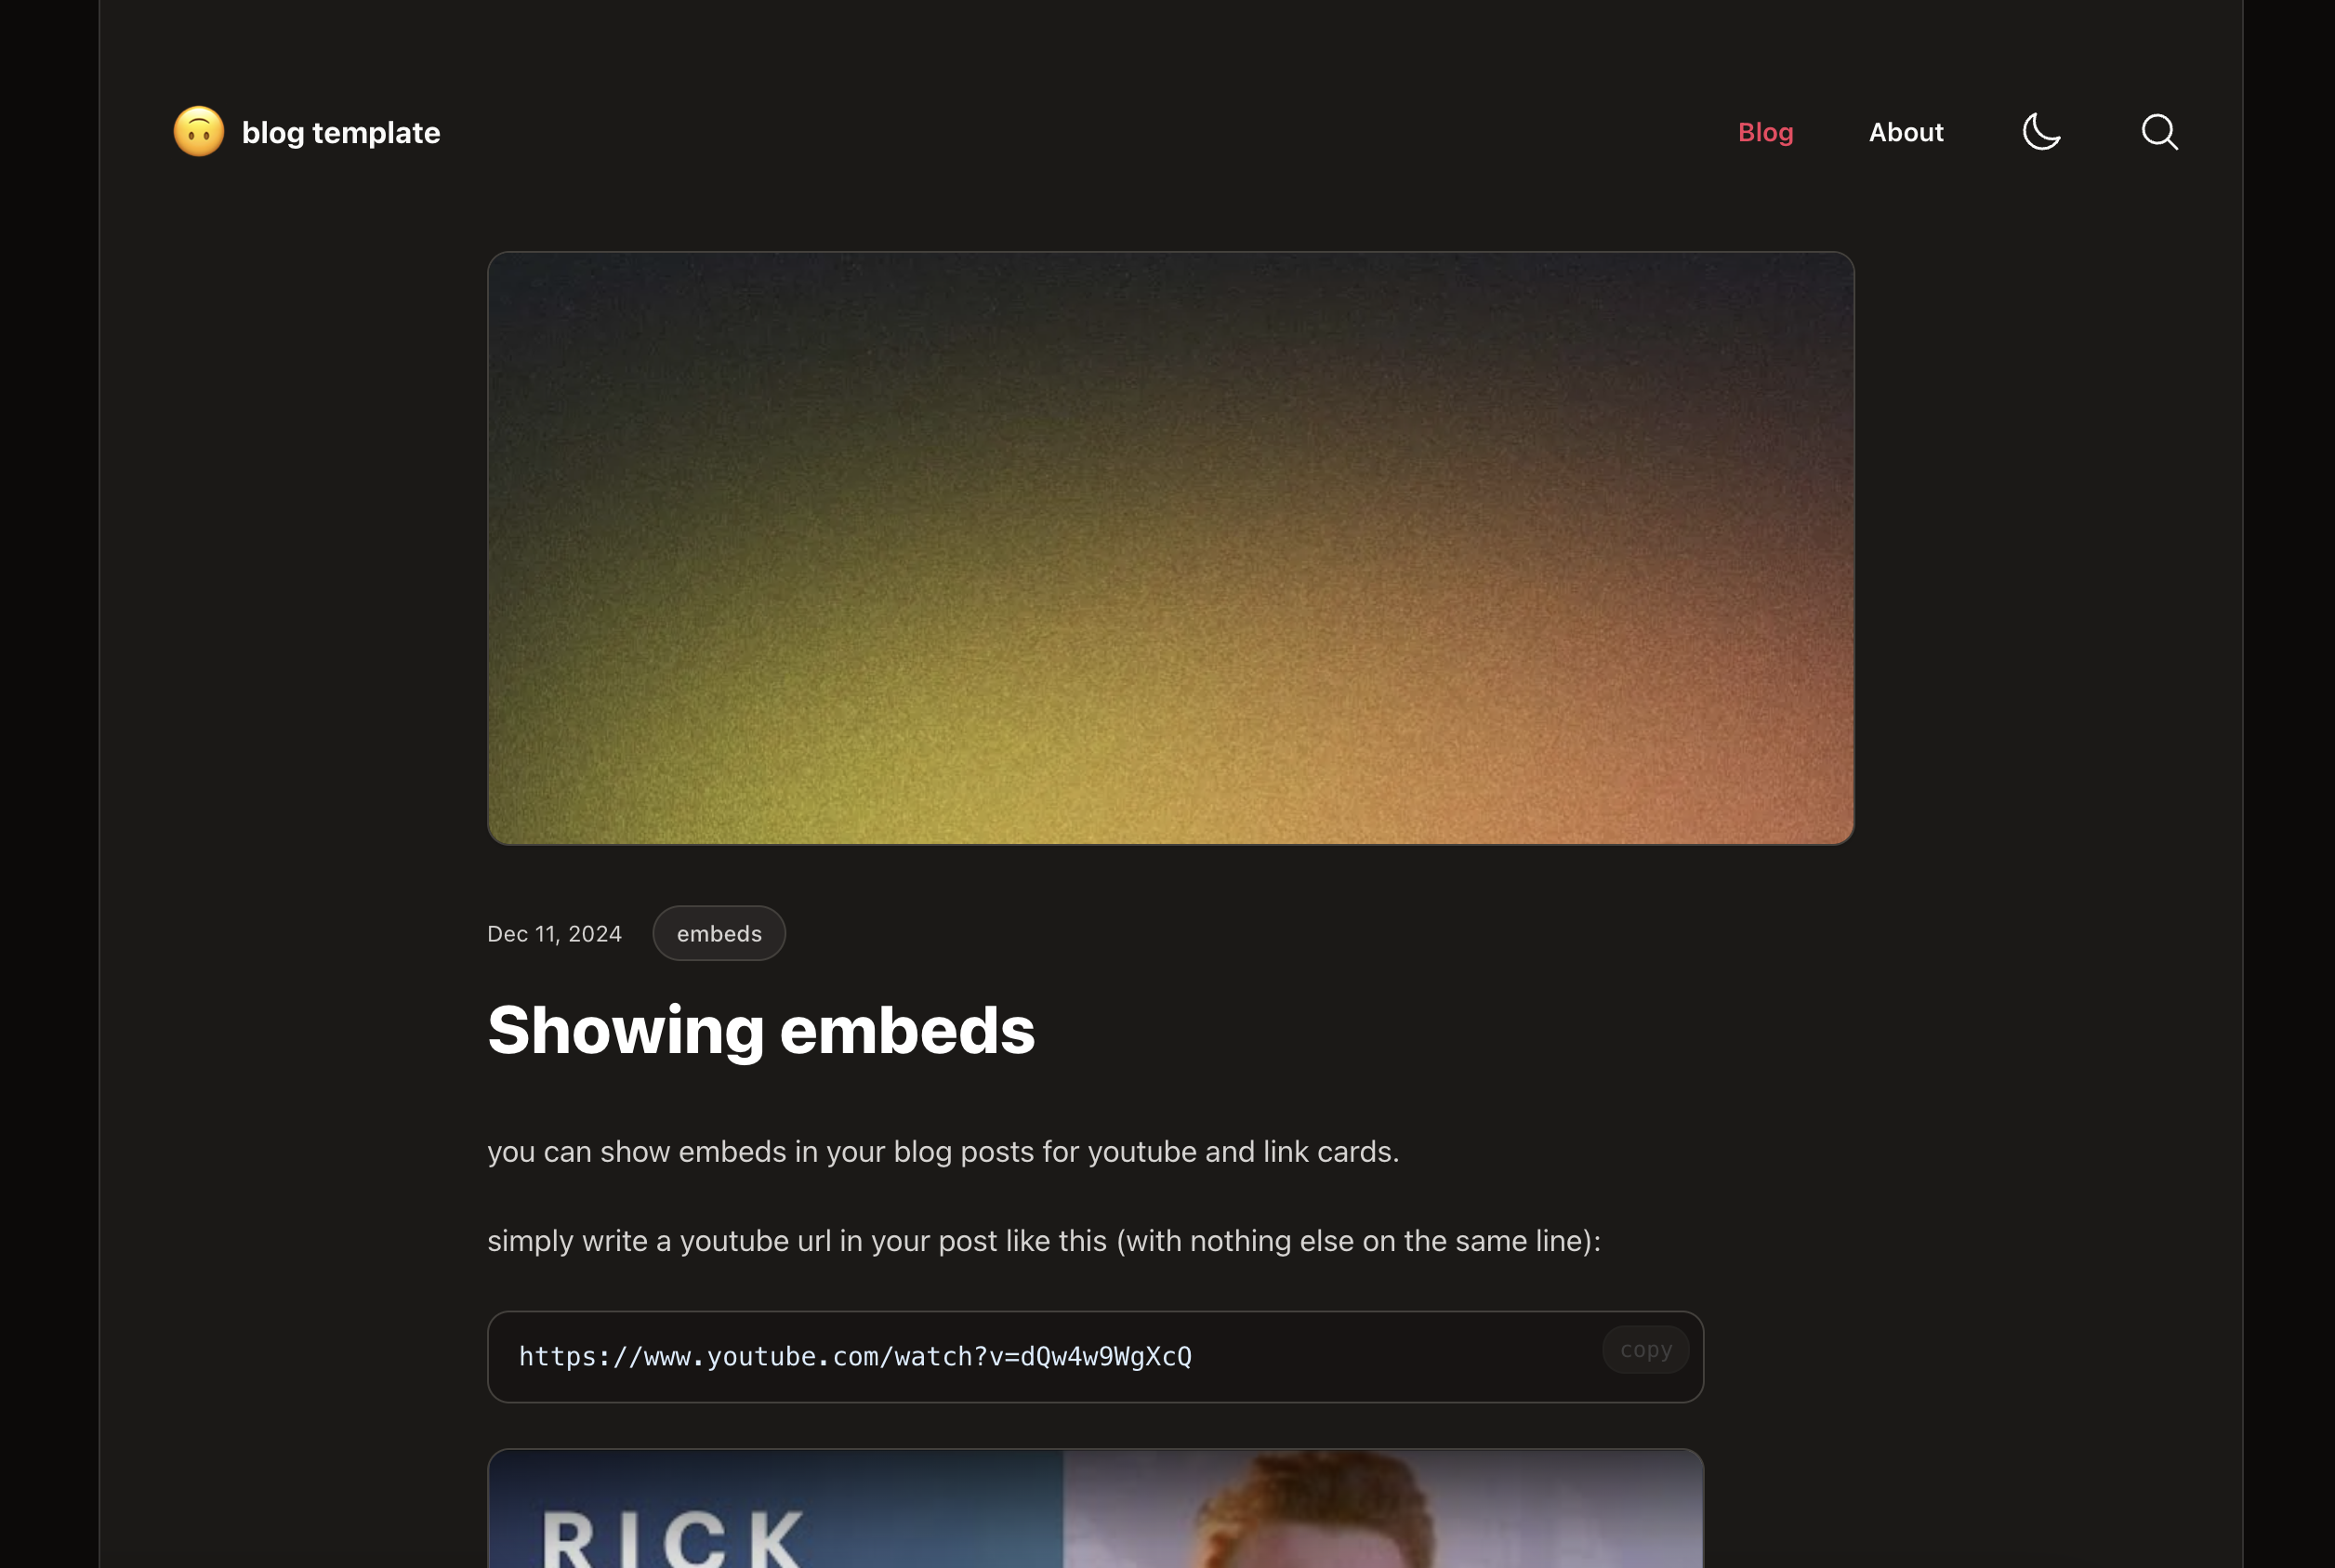 blog template
Blog
About
Dec 11, 2024
embeds
Showing embeds
you can show embeds in your blog posts for youtube and link cards.
simply write a youtube url in your post like this (with nothing else on the same line):
https://www.youtube.com/watch?v=dQw4w9WgXcQ
copy
RICK